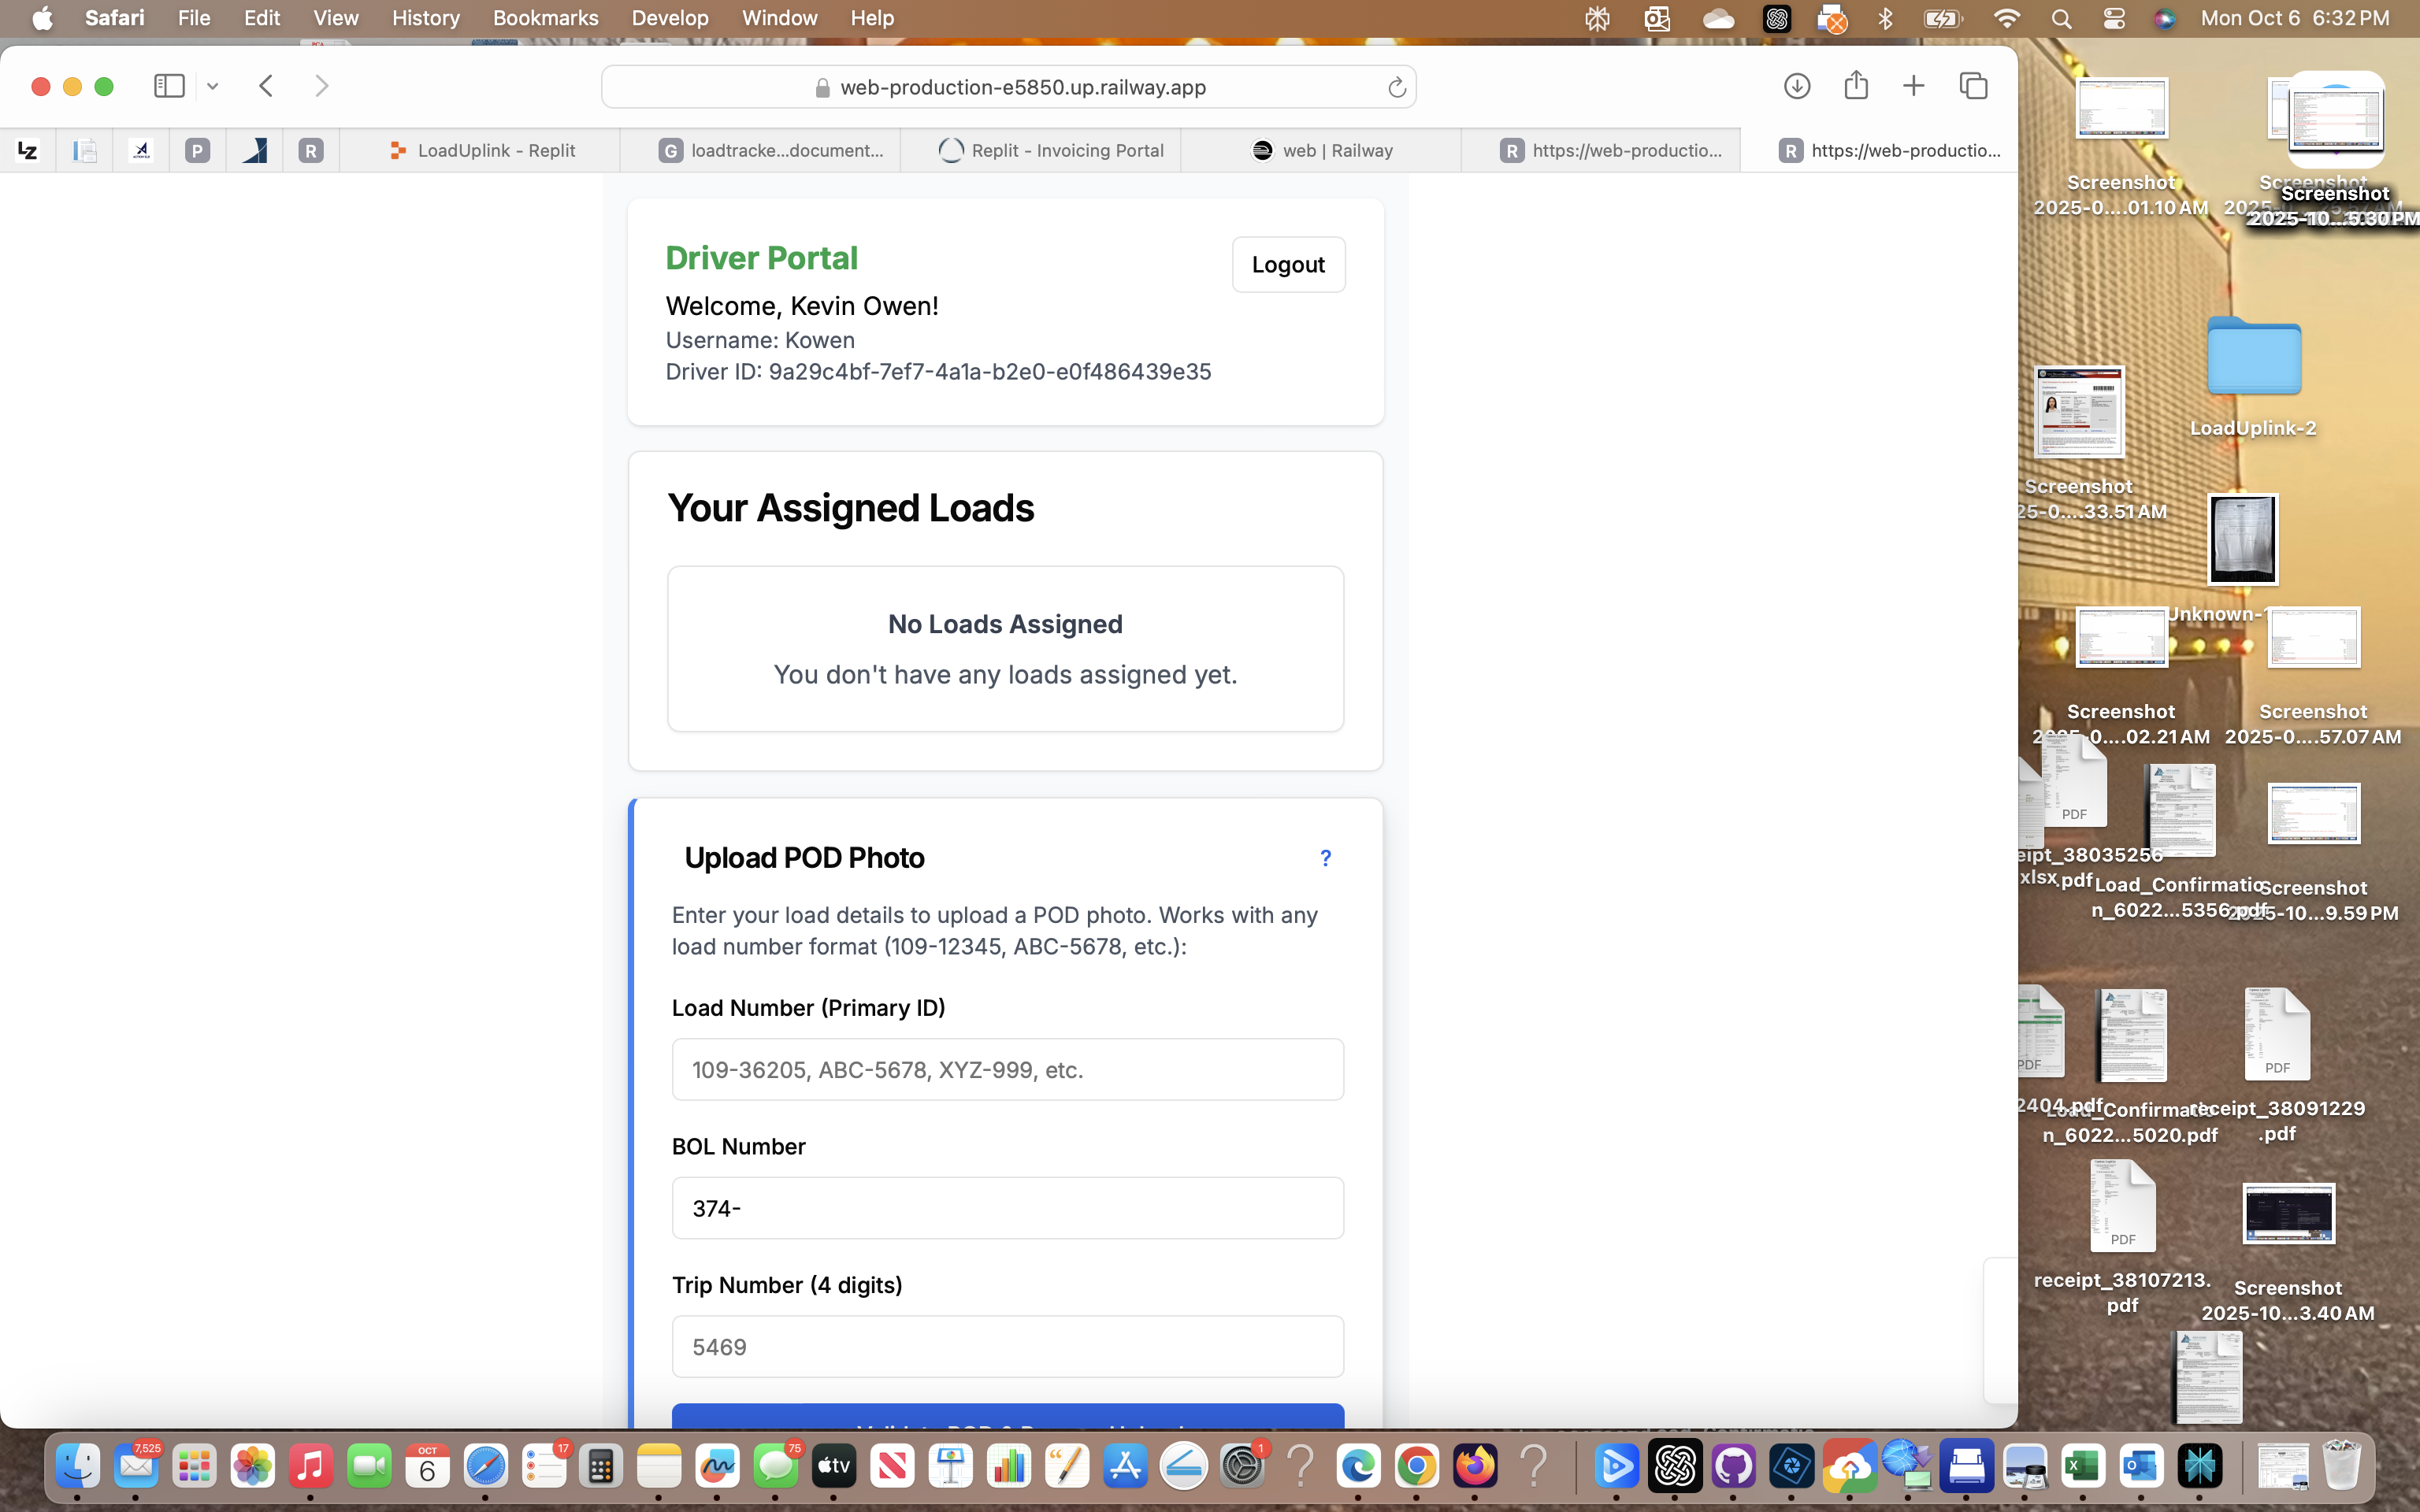 Safari File Edit View History Bookmarks Develop Window Help
Mon Oct 6 6:32 PM
web-production-e5850.up.railway.app
LZ
P
R
LoadUplink - Replit
G loadtracke...document...
Replit - Invoicing Portal
web | Railway
R https://web-productio...
R https://web-productio...
Driver Portal
Logout
Welcome, Kevin Owen!
Username: Kowen
Driver ID: 9a29c4bf-7ef7-4a1a-b2e0-e0f486439e35
Your Assigned Loads
No Loads Assigned
You don't have any loads assigned yet.
Upload POD Photo
?
Enter your load details to upload a POD photo. Works with any
load number format (109-12345, ABC-5678, etc.):
Load Number (Primary ID)
109-36205, ABC-5678, XYZ-999, etc.
BOL Number
374-
Trip Number (4 digits)
5469
Screenshot
2025-0....01.10 AM
Screenshot
2025-10...5.30 PM
LoadUplink-2
Screenshot
25-0....33.51 AM
Unknown-1
Screenshot
2025-0....02.21 AM
Screenshot
2025-0....57.07 AM
PDF
eipt_38035256
.pdf
xlsx
Load_Confirmatio
n_6022...5356.pdf
Screenshot
2025-10...9.59 PM
PDF
2404.pdf
Load_Confirmatio
n_6022...5020.pdf
PDF
receipt_38091229
.pdf
PDF
receipt_38107213.
pdf
Screenshot
2025-10...3.40 AM
7,525
OCT
6
17
75
tv
1